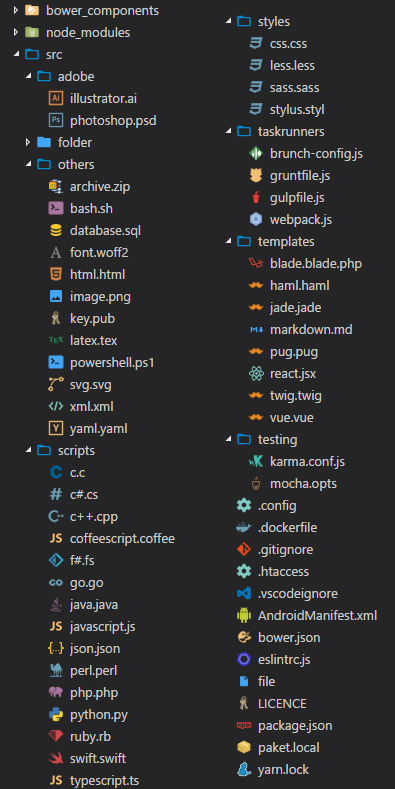 bower_components
node_modules
src
adobe
illustrator.ai
photoshop.psd
folder
others
archive.zip
bash.sh
database.sql
font.woff2
html.html
image.png
key.pub
latex.tex
powershell.ps1
svg.svg
xml.xml
yaml.yaml
scripts
c.c
c#.cs
c++.cpp
coffeescript.coffee
f#.fs
go.go
java.java
javascript.js
json.json
perl.perl
php.php
python.py
ruby.rb
swift.swift
typescript.ts
styles
css.css
less.less
sass.sass
stylus.styl
taskrunners
brunch-config.js
gruntfile.js
gulpfile.js
webpack.js
templates
blade.blade.php
haml.haml
jade.jade
markdown.md
pug.pug
react.jsx
twig.twig
vue.vue
testing
karma.conf.js
mocha.opts
.config
.dockerfile
.gitignore
.htaccess
.vscodeignore
AndroidManifest.xml
bower.json
eslintrc.js
file
LICENCE
package.json
paket.local
yarn.lock